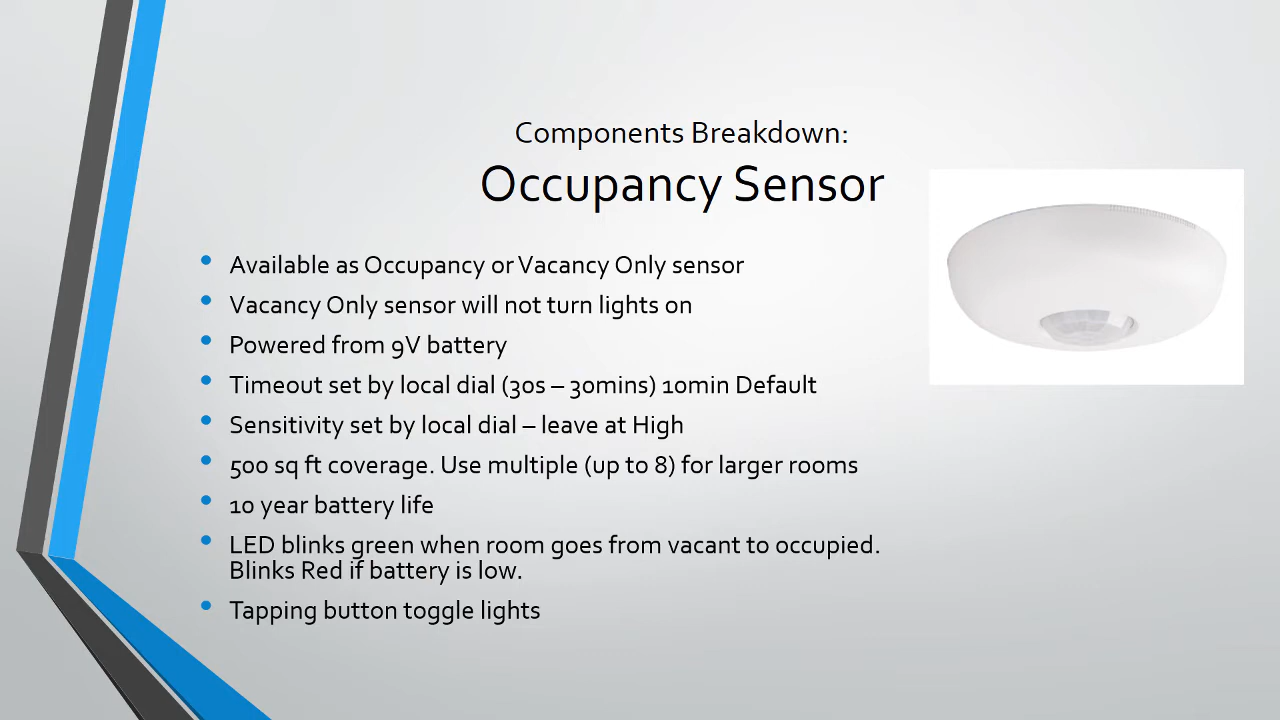 Components Breakdown:
Occupancy Sensor
• Available as Occupancy or Vacancy Only sensor
• Vacancy Only sensor will not turn lights on
• Powered from 9V battery
• Timeout set by local dial (30s – 30mins) 10min Default
• Sensitivity set by local dial – leave at High
• 500 sq ft coverage. Use multiple (up to 8) for larger rooms
• 10 year battery life
• LED blinks green when room goes from vacant to occupied.
Blinks Red if battery is low.
• Tapping button toggle lights